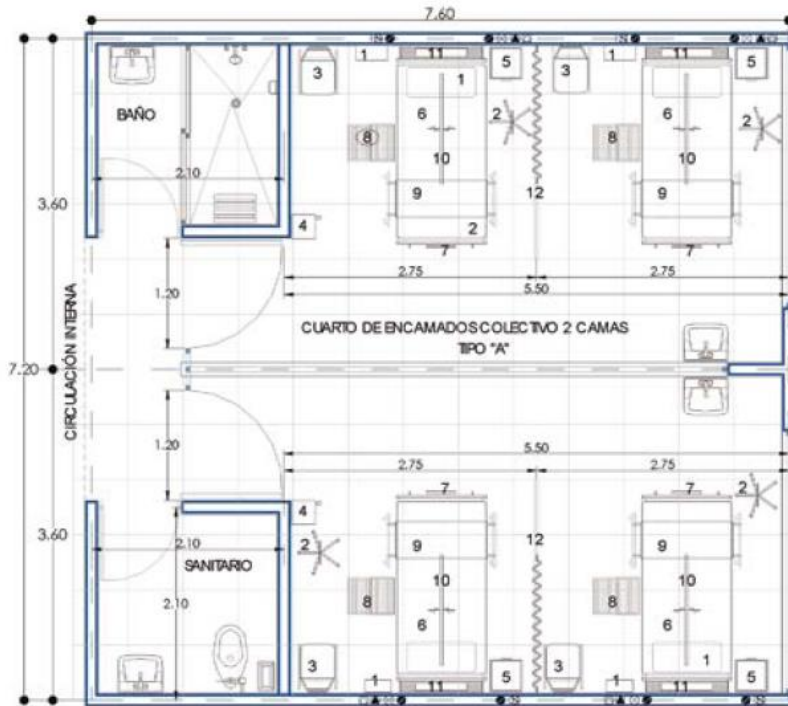 7.60
11 11
1 1
3 5 3 5
1
BAÑO
6 2 6 2
8 10 8 10
2.10
3.60 9 12 9
4 2
7 7
2.75 2.75
1.20
5.50
CUARTO DE ENCAMADOS COLECTIVO 2 CAMAS
TIPO "A"
7.20
CIRCULACIÓN INTERNA
1.20
5.50
2.75 2.75
7 7 2
4
3.60 2.10 2 9 12 9
SANITARIO
10 10
2.10 8 8
6 6
3 5 3 1 5
1 11 1 11